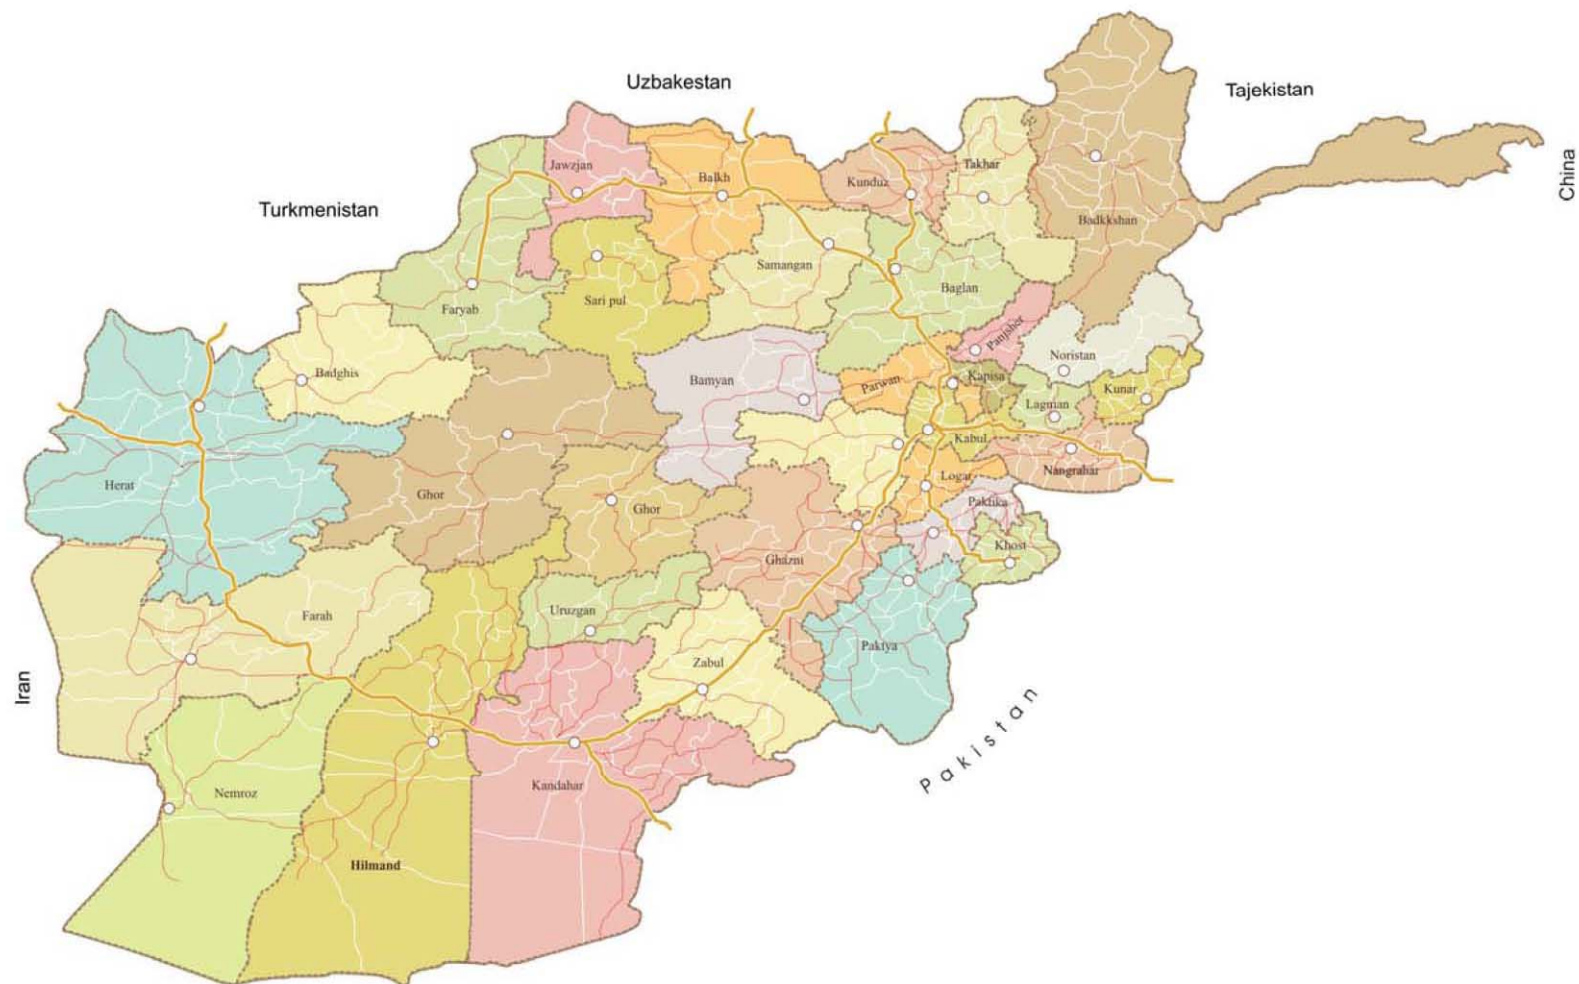 Uzbakestan
Tajekistan
China
Turkmenistan
Jawzjan
Balkh
Kunduz
Takhar
Badkkshan
Samangan
Baglan
Faryab
Sari pul
Panjsher
Noristan
Badghis
Bamyan
Parwan
Kapisa
Kunar
Lagman
Kabul
Herat
Ghor
Ghor
Logar
Nangrahar
Paktika
Khost
Ghazni
Farah
Uruzgan
Paktya
Zabul
Iran
Pakistan
Nemroz
Kandahar
Hilmand